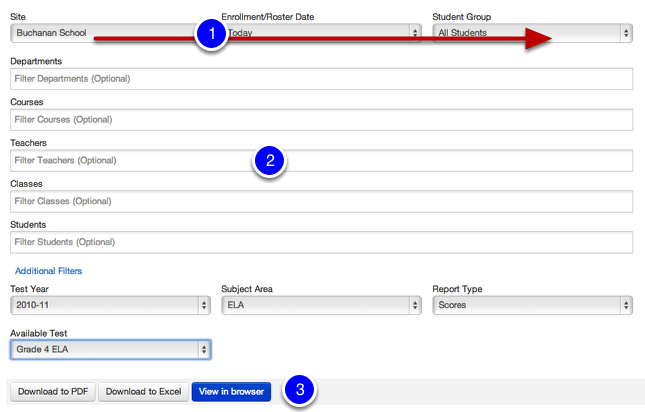 Site Enrollment/Roster Date Student Group
Buchanan School 1 Today All Students
Departments
Filter Departments (Optional)
Courses
Filter Courses (Optional)
Teachers
Filter Teachers (Optional) 2
Classes
Filter Classes (Optional)
Students
Filter Students (Optional)
Additional Filters
Test Year Subject Area Report Type
2010-11 ELA Scores
Available Test
Grade 4 ELA
Download to PDF Download to Excel View in browser 3